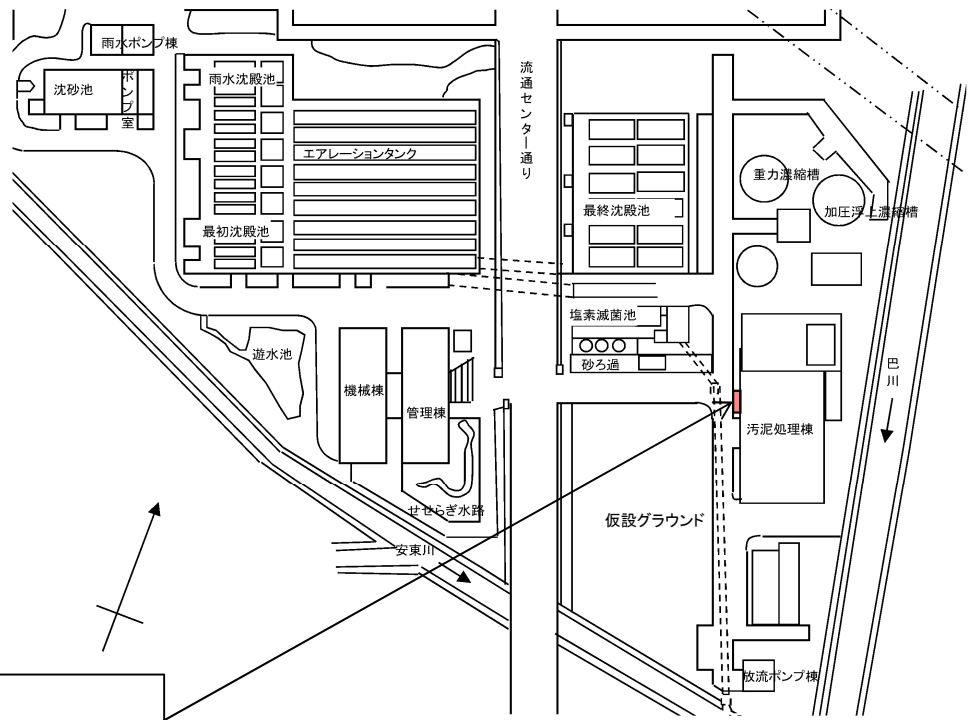 雨水ポンプ棟
沈砂池
ポンプ室
雨水沈殿池
流通センター通り
エアレーションタンク
重力濃縮槽
最終沈殿池
加圧浮上濃縮槽
最初沈殿池
塩素滅菌池
遊水池
砂ろ過
巴川
機械棟
管理棟
汚泥処理棟
せせらぎ水路
仮設グラウンド
安東川
放流ポンプ棟